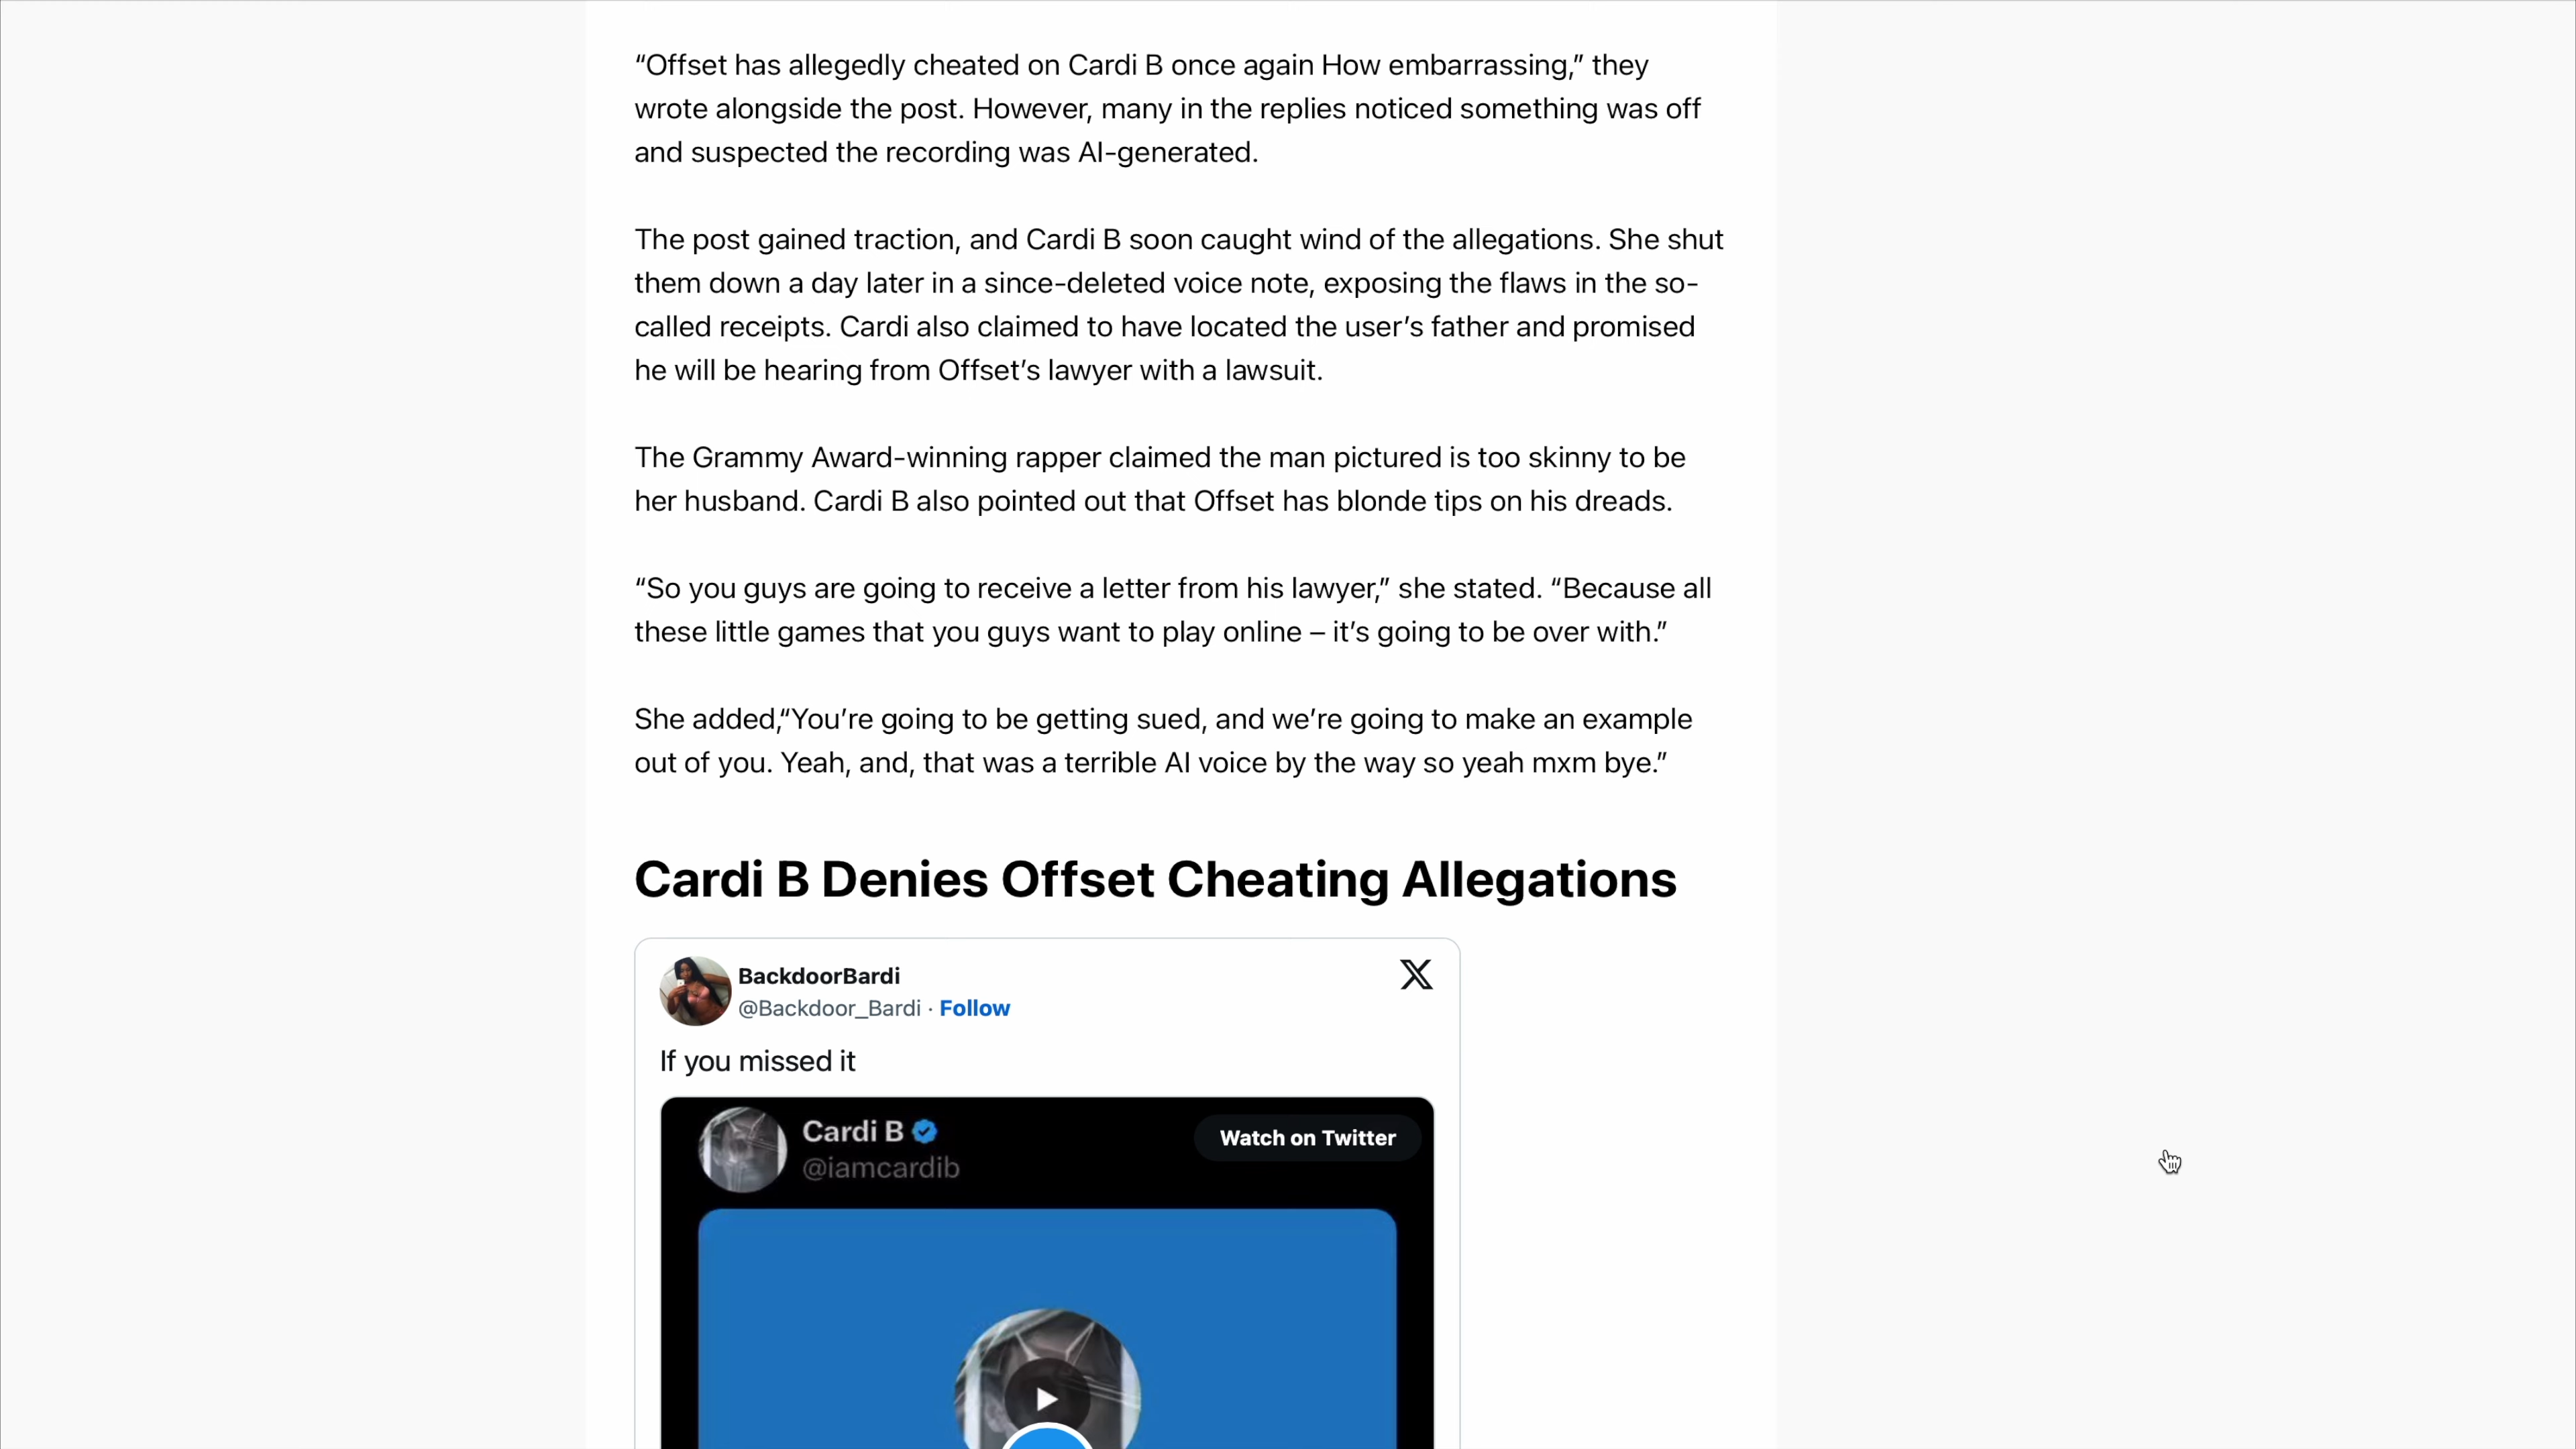 “Offset has allegedly cheated on Cardi B once again How embarrassing,” they
wrote alongside the post. However, many in the replies noticed something was off
and suspected the recording was AI-generated.
The post gained traction, and Cardi B soon caught wind of the allegations. She shut
them down a day later in a since-deleted voice note, exposing the flaws in the so-
called receipts. Cardi also claimed to have located the user’s father and promised
he will be hearing from Offset’s lawyer with a lawsuit.
The Grammy Award-winning rapper claimed the man pictured is too skinny to be
her husband. Cardi B also pointed out that Offset has blonde tips on his dreads.
“So you guys are going to receive a letter from his lawyer,” she stated. “Because all
these little games that you guys want to play online – it’s going to be over with.”
She added,“You’re going to be getting sued, and we’re going to make an example
out of you. Yeah, and, that was a terrible AI voice by the way so yeah mxm bye.”
Cardi B Denies Offset Cheating Allegations
BackdoorBardi
@Backdoor_Bardi · Follow
If you missed it
Cardi B
Watch on Twitter
@iamcardib